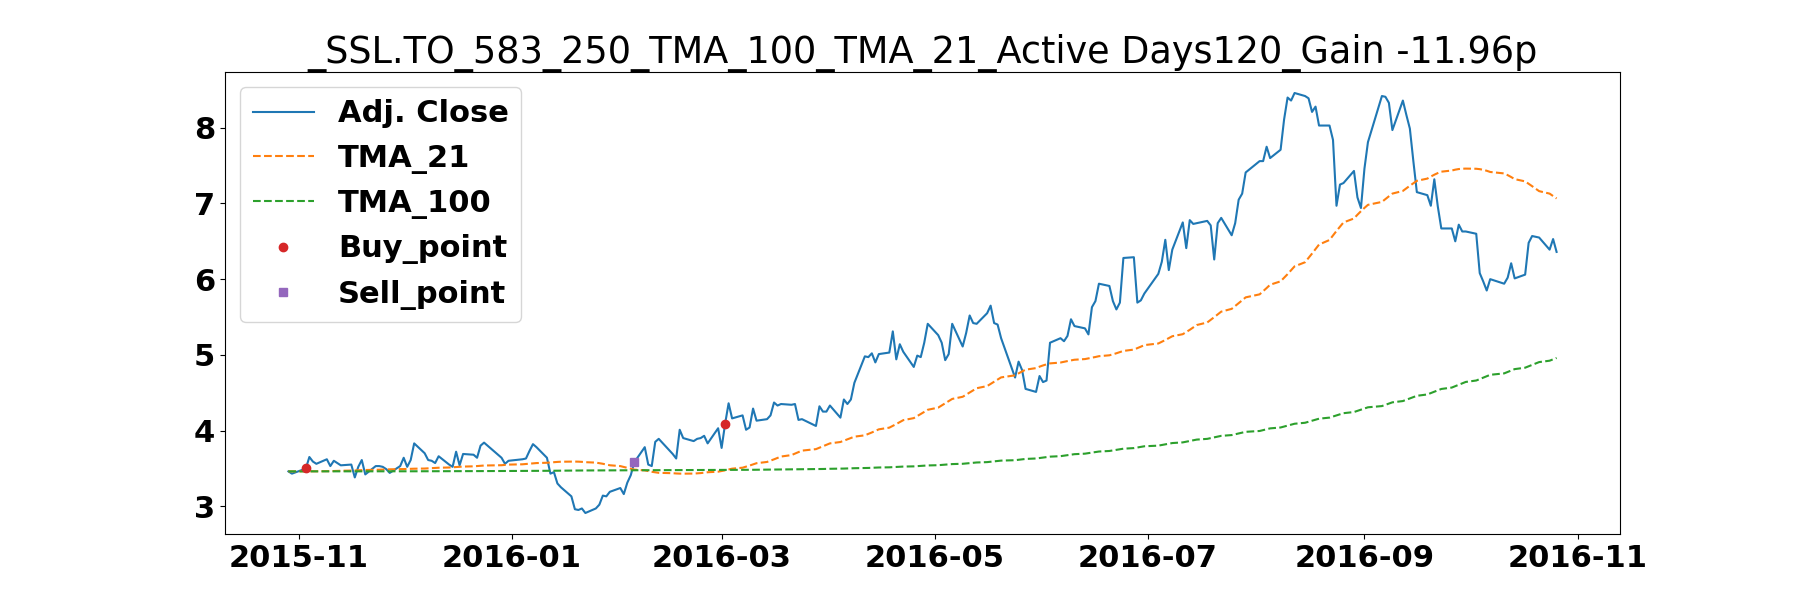 _SSL.TO_583_250_TMA_100_TMA_21_Active Days120_Gain -11.96p
Adj. Close
TMA_21
TMA_100
Buy_point
Sell_point
8
7
6
5
4
3
2015-11 2016-01 2016-03 2016-05 2016-07 2016-09 2016-11